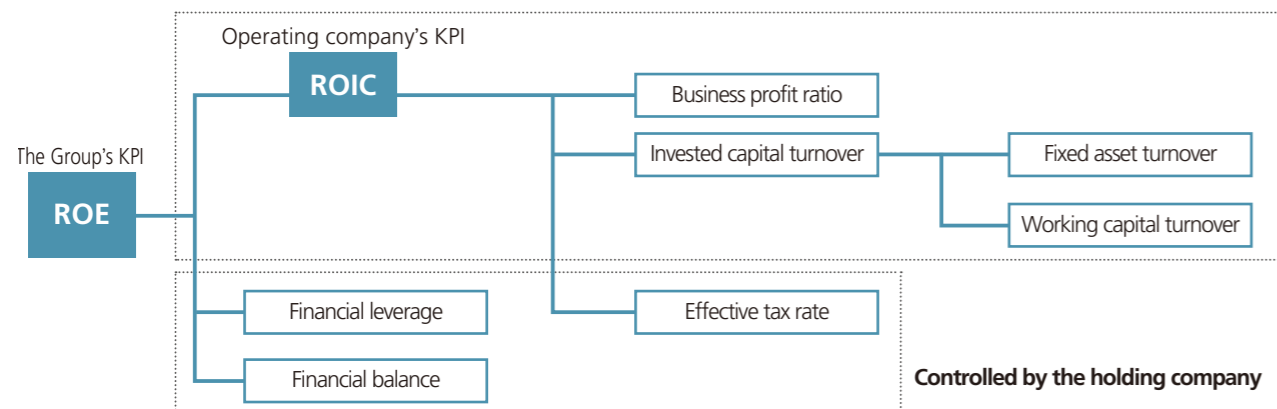 Operating company’s KPI
ROIC
Business profit ratio
The Group’s KPI
Invested capital turnover
Fixed asset turnover
ROE
Working capital turnover
Financial leverage
Effective tax rate
Financial balance
Controlled by the holding company